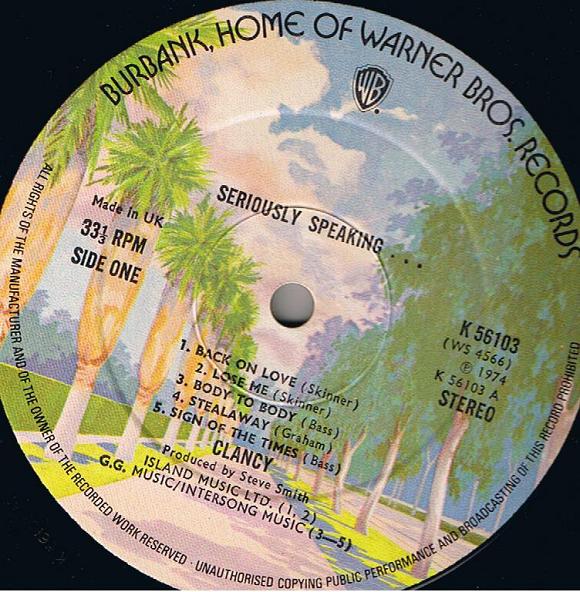 BURBANK, HOME OF WARNER BROS. RECORDS
WB
SERIOUSLY SPEAKING . . .
Made in UK
33⅓ RPM
SIDE ONE
K 56103
(WS 4566)
Ⓟ 1974
K 56103 A
STEREO
1. BACK ON LOVE (Skinner)
2. LOSE ME (Skinner)
3. BODY TO BODY (Bass)
4. STEALAWAY (Graham)
5. SIGN OF THE TIMES (Bass)
CLANCY
Produced by Steve Smith
ISLAND MUSIC LTD. (1, 2)
G.G. MUSIC/INTERSONG MUSIC (3—5)
ALL RIGHTS OF THE MANUFACTURER AND OF THE OWNER OF THE RECORDED WORK RESERVED · UNAUTHORISED COPYING PUBLIC PERFORMANCE AND BROADCASTING OF THIS RECORD PROHIBITED